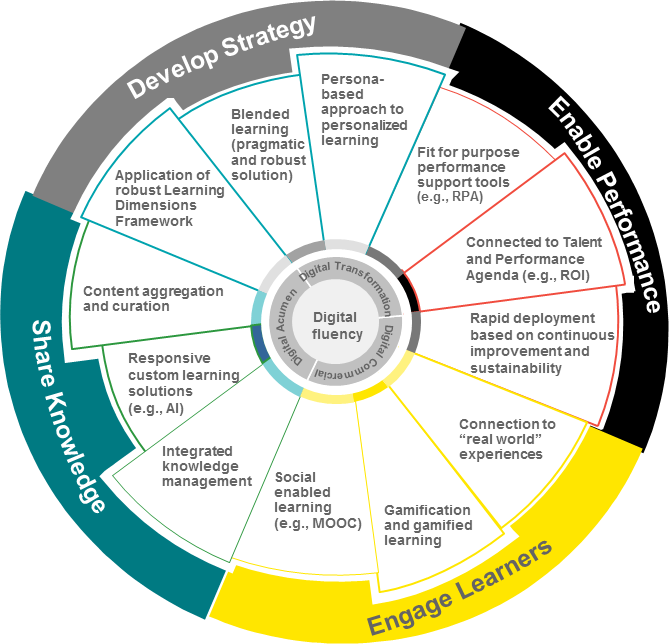 Develop Strategy
Enable Performance
Engage Learners
Share Knowledge
Persona-
based
approach to
personalized
learning
Fit for purpose
performance
support tools
(e.g., RPA)
Connected to Talent
and Performance
Agenda (e.g., ROI)
Rapid deployment
based on continuous
improvement and
sustainability
Connection to
“real world”
experiences
Gamification
and gamified
learning
Social
enabled
learning
(e.g., MOOC)
Integrated
knowledge
management
Responsive
custom learning
solutions
(e.g., AI)
Content aggregation
and curation
Application of
robust Learning
Dimensions
Framework
Blended
learning
(pragmatic
and robust
solution)
Digital Transformation
Digital Commercial
Digital Acumen
Digital
fluency